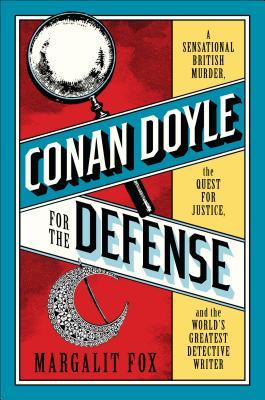 A
SENSATIONAL
BRITISH
MURDER,
CONAN DOYLE
the
QUEST
FOR
JUSTICE,
FOR
THE
DEFENSE
and the
WORLD'S
GREATEST
DETECTIVE
WRITER
MARGALIT FOX